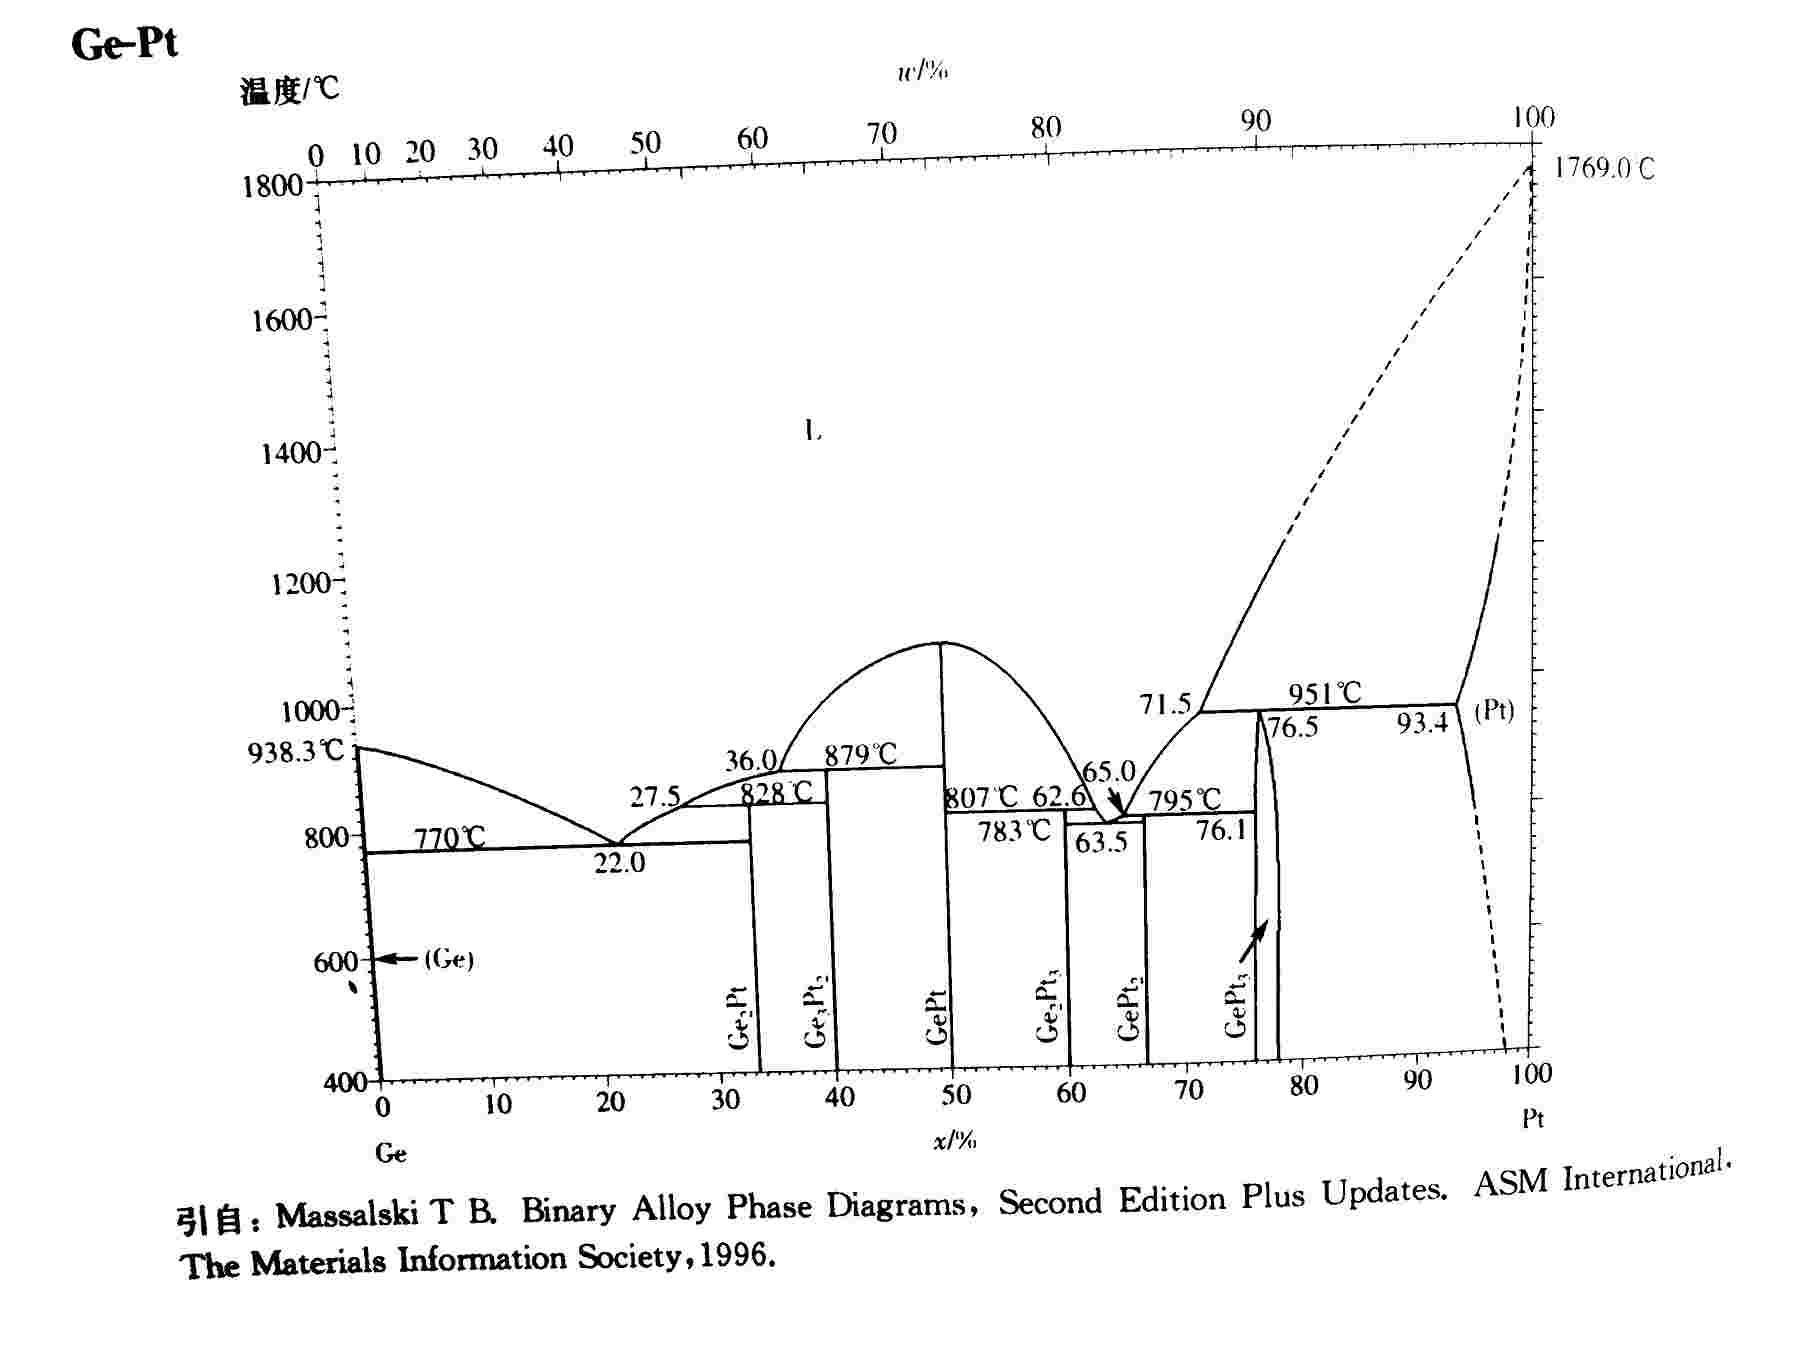 Ge-Pt
温度/℃
w/%
0 10 20 30 40 50 60 70 80 90 100
1800
1769.0℃
1600
L
1400
1200
1000
71.5 951℃
(Pt)
938.3℃
36.0 879℃
76.5 93.4
27.5 828℃
807℃ 62.6 65.0 795℃
800
770℃
22.0
783℃ 63.5 76.1
600
(Ge)
Ge₂Pt
Ge₃Pt₂
GePt
Ge₂Pt₃
GePt₂
GePt₃
400
0 10 20 30 40 50 60 70 80 90 100
Ge
x/%
Pt
引自: Massalski T B. Binary Alloy Phase Diagrams, Second Edition Plus Updates. ASM International.
The Materials Information Society,1996.